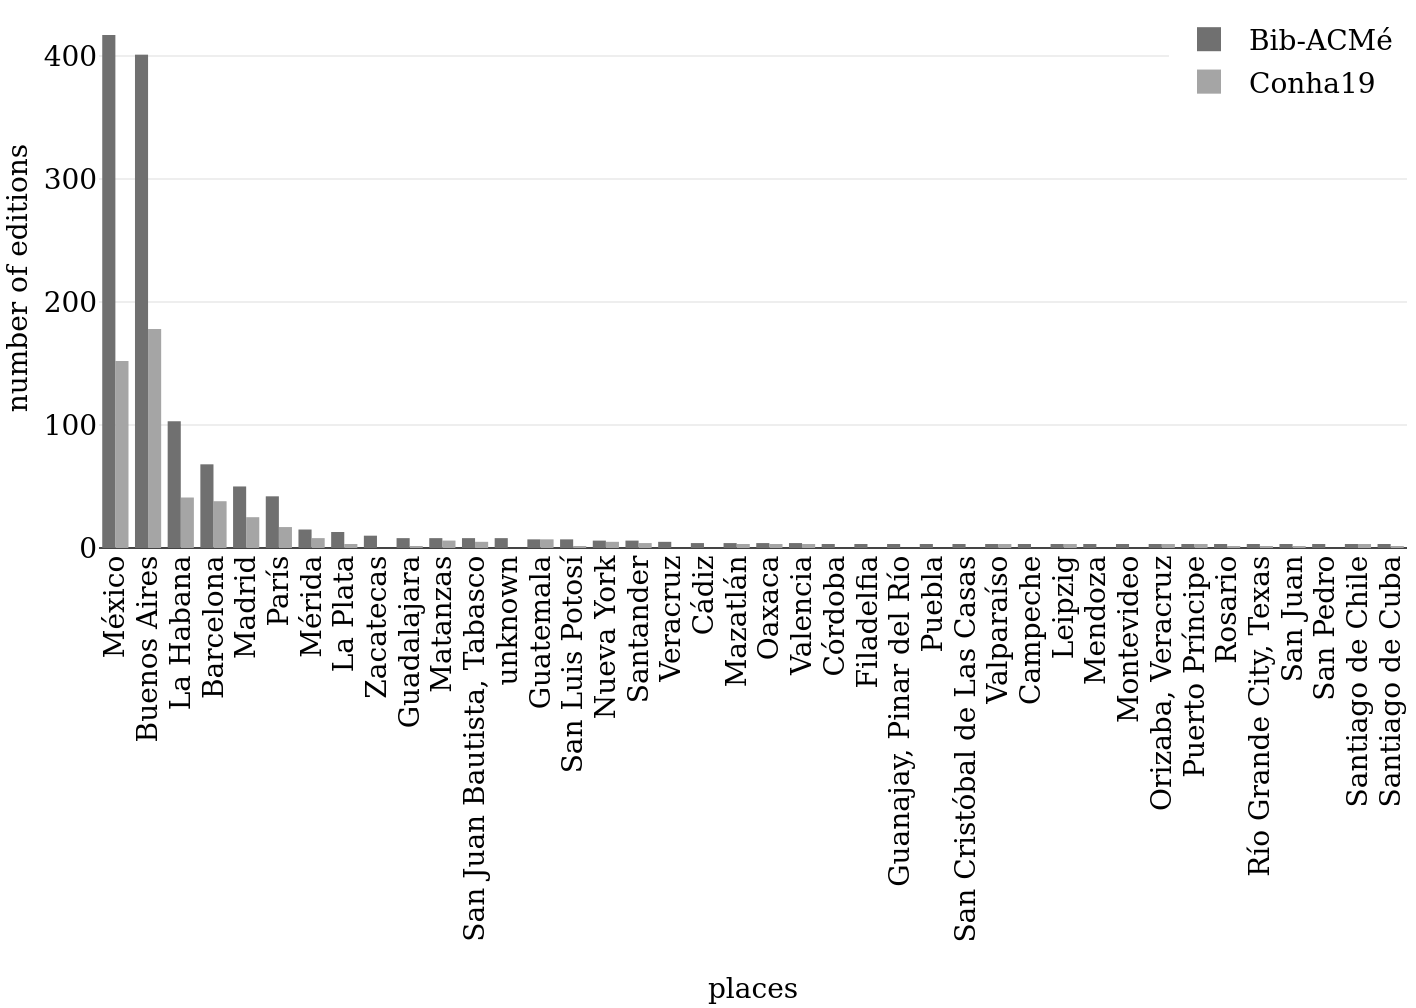 Bib-ACMé
Conha19
number of editions
400
300
200
100
0
México
Buenos Aires
La Habana
Barcelona
Madrid
París
Mérida
La Plata
Zacatecas
Guadalajara
Matanzas
San Juan Bautista, Tabasco
unknown
Guatemala
San Luis Potosí
Nueva York
Santander
Veracruz
Cádiz
Mazatlán
Oaxaca
Valencia
Córdoba
Filadelfia
Guanajay, Pinar del Río
Puebla
San Cristóbal de Las Casas
Valparaíso
Campeche
Leipzig
Mendoza
Montevideo
Orizaba, Veracruz
Puerto Príncipe
Rosario
Río Grande City, Texas
San Juan
San Pedro
Santiago de Chile
Santiago de Cuba
places